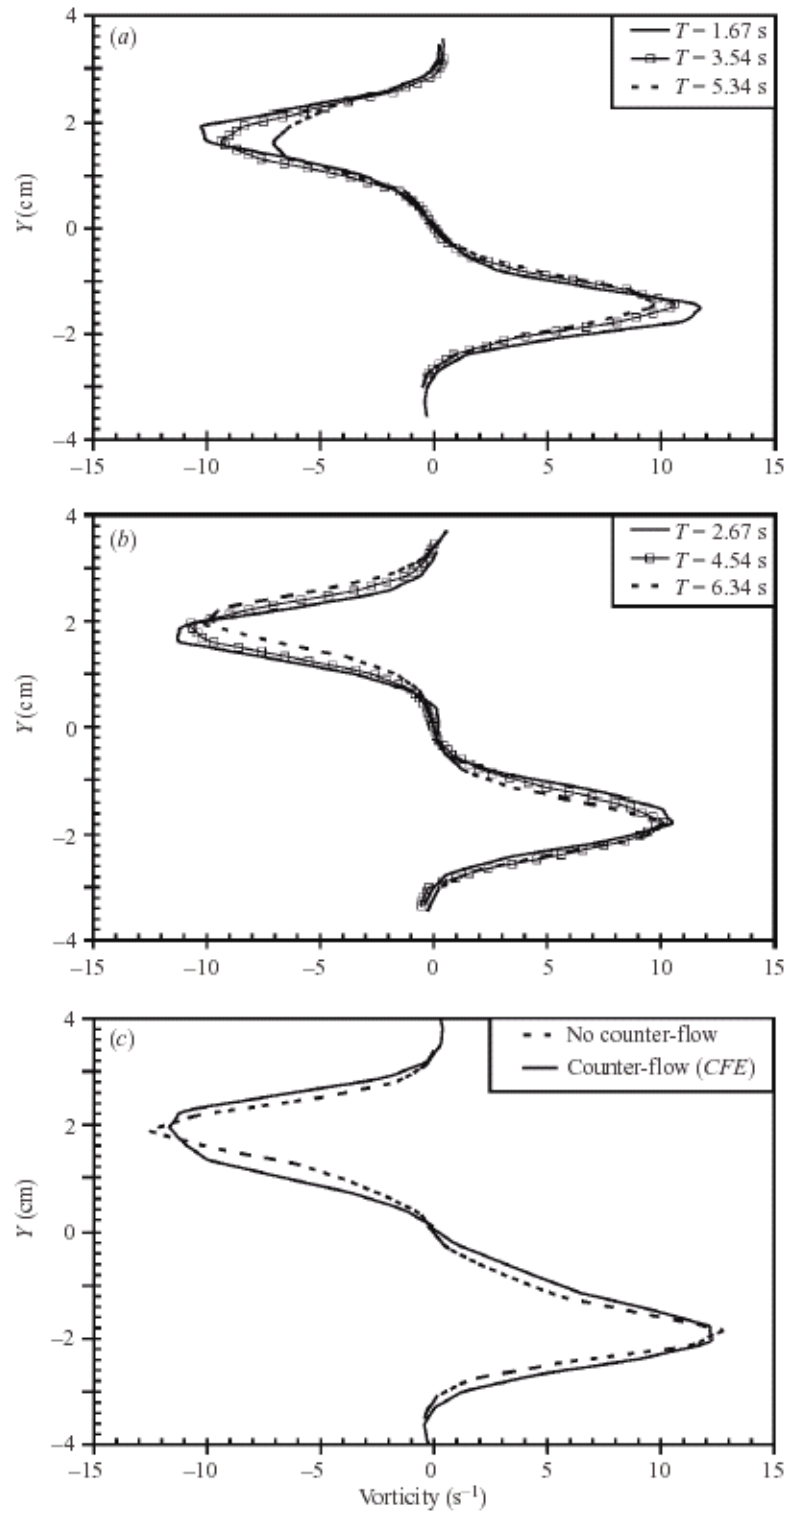 4
(a)
T = 1.67 s
T = 3.54 s
T = 5.34 s
2
Y (cm)
0
–2
–4
–15 –10 –5 0 5 10 15
4
(b)
T = 2.67 s
T = 4.54 s
T = 6.34 s
2
Y (cm)
0
–2
–4
–15 –10 –5 0 5 10 15
4
(c)
No counter-flow
Counter-flow (CFE)
2
Y (cm)
0
–2
–4
–15 –10 –5 0 5 10 15
Vorticity (s–1)